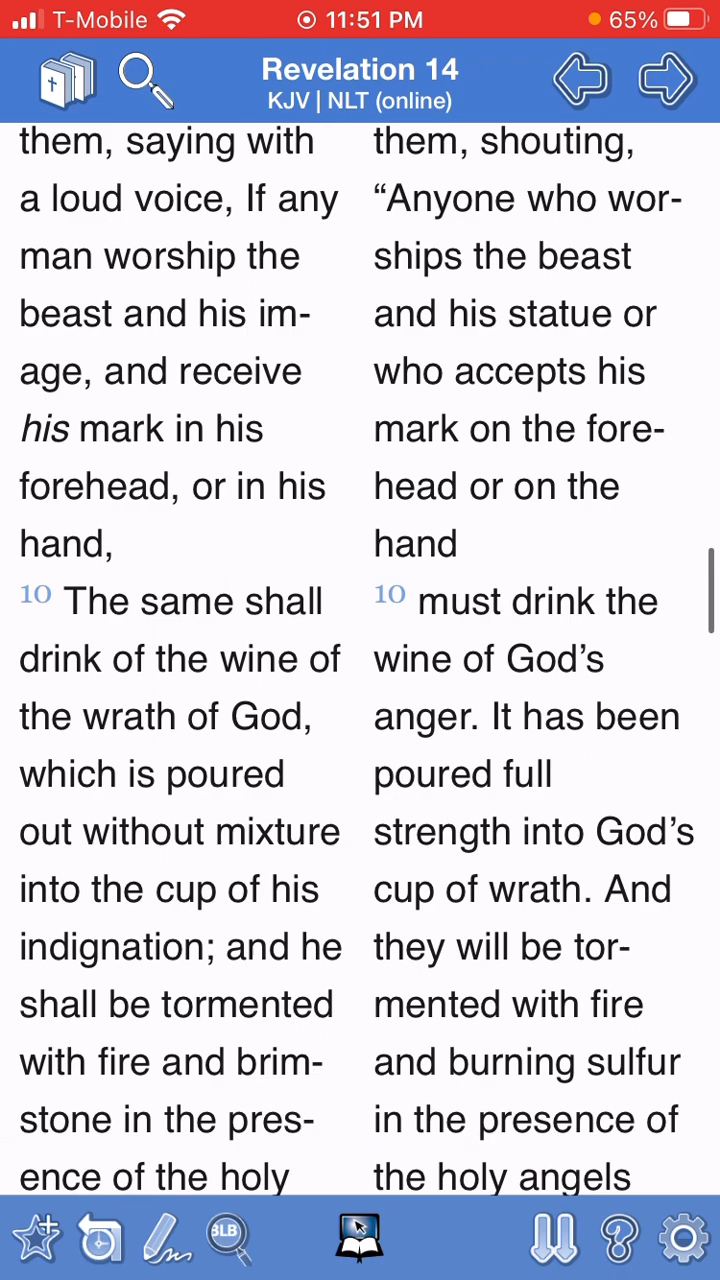 T-Mobile 11:51 PM 65%
Revelation 14
KJV | NLT (online)
them, saying with
a loud voice, If any
man worship the
beast and his im-
age, and receive
his mark in his
forehead, or in his
hand,
10 The same shall
drink of the wine of
the wrath of God,
which is poured
out without mixture
into the cup of his
indignation; and he
shall be tormented
with fire and brim-
stone in the pres-
ence of the holy
them, shouting,
“Anyone who wor-
ships the beast
and his statue or
who accepts his
mark on the fore-
head or on the
hand
10 must drink the
wine of God’s
anger. It has been
poured full
strength into God’s
cup of wrath. And
they will be tor-
mented with fire
and burning sulfur
in the presence of
the holy angels
BLB